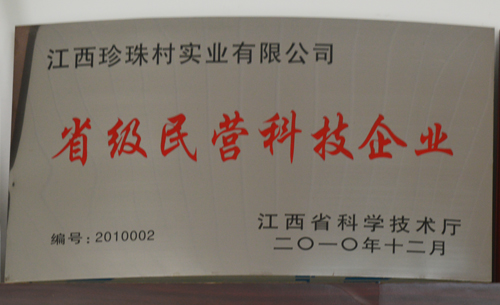 江西珍珠村实业有限公司
省级民营科技企业
编号：2010002
江西省科学技术厅
二〇一〇年十二月